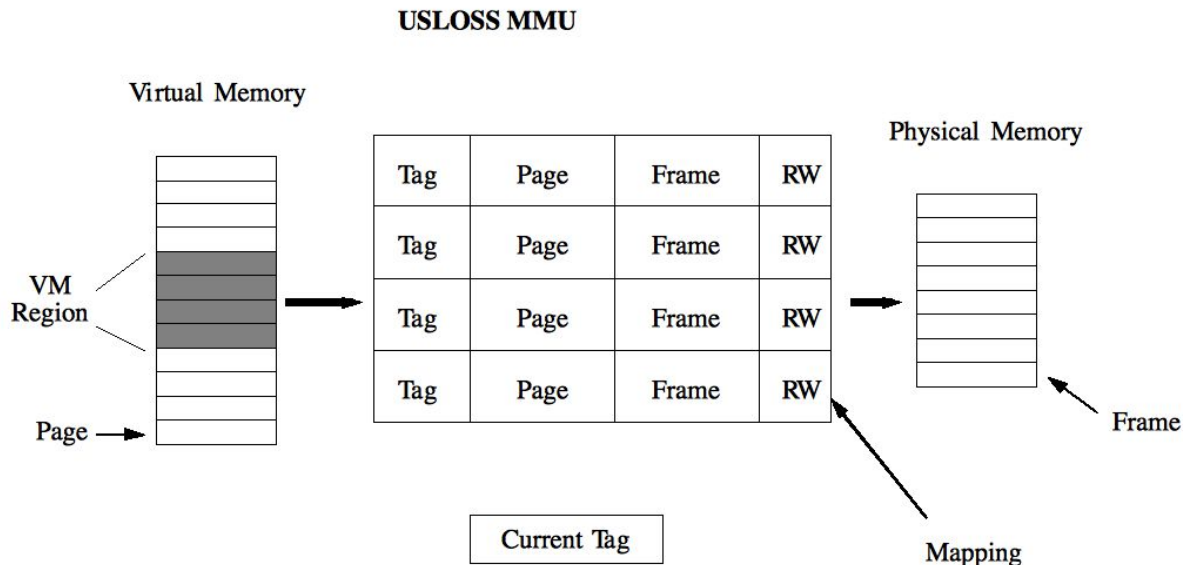 USLOSS MMU
Virtual Memory
Physical Memory
Tag Page Frame RW
Tag Page Frame RW
Tag Page Frame RW
Tag Page Frame RW
VM
Region
Page
Frame
Current Tag
Mapping